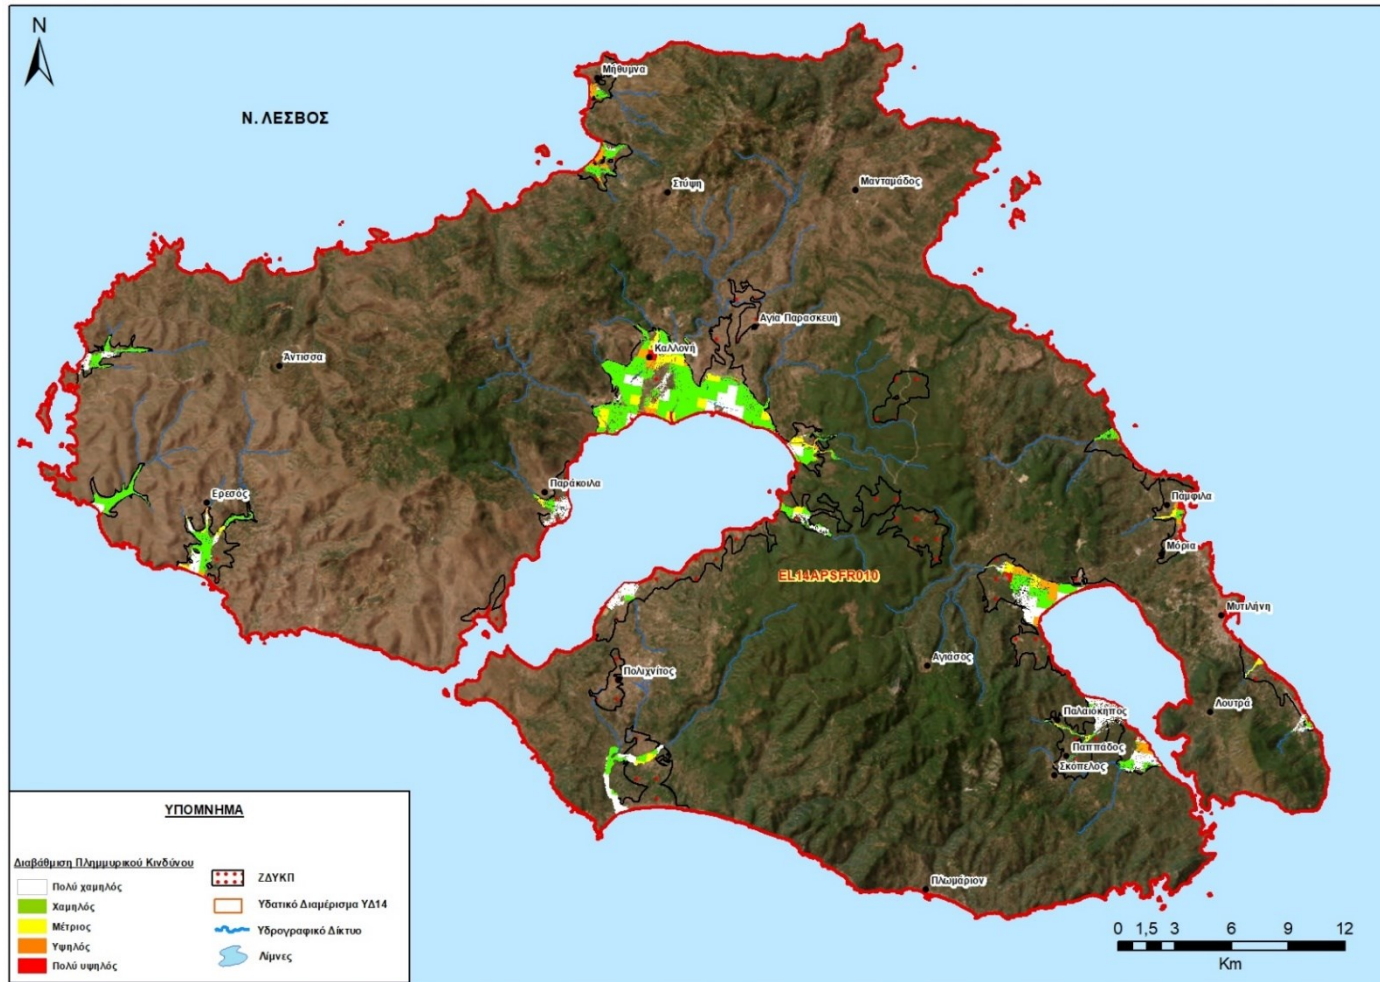 N
Ν. ΛΕΣΒΟΣ
Μήθυμνα
Στύψη
Μανταμάδος
Αγία Παρασκευή
Καλλονή
Άντισσα
Ερεσός
Παράκοιλα
Πάμφιλα
Μόρια
EL14APSFR010
Μυτιλήνη
Αγιάσος
Πολιχνίτος
Λουτρά
Παλαιόκηπος
Παππάδος
Σκόπελος
Πλωμάριον
ΥΠΟΜΝΗΜΑ
Διαβάθμιση Πλημμυρικού Κινδύνου
Πολύ χαμηλός
Χαμηλός
Μέτριος
Υψηλός
Πολύ υψηλός
ΖΔΥΚΠ
Υδατικό Διαμέρισμα ΥΔ14
Υδρογραφικό Δίκτυο
Λίμνες
0 1,5 3 6 9 12
Km